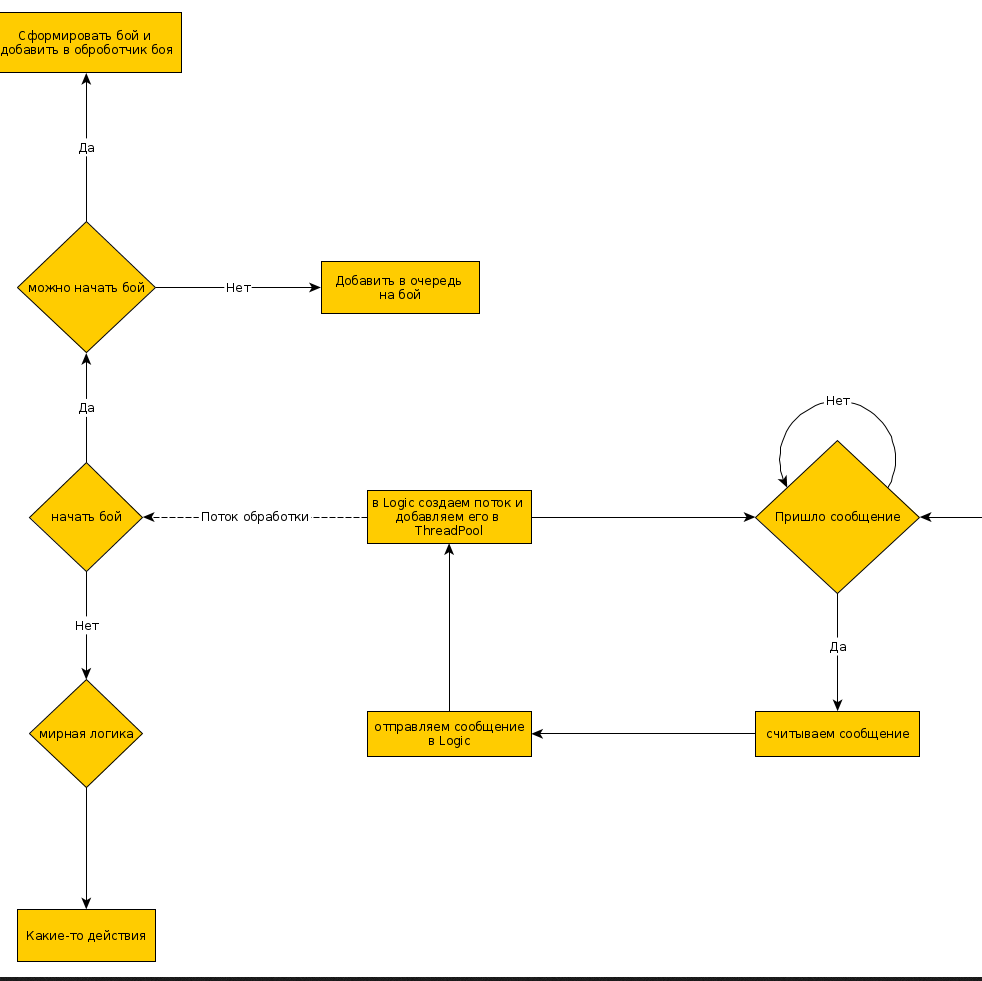 Сформировать бой и
добавить в оброботчик боя
Да
можно начать бой
Нет
Добавить в очередь
на бой
Да
Нет
начать бой
Поток обработки
в Logic создаем поток и
добавляем его в
ThreadPool
Пришло сообщение
Нет
Да
мирная логика
отправляем сообщение
в Logic
считываем сообщение
Какие-то действия